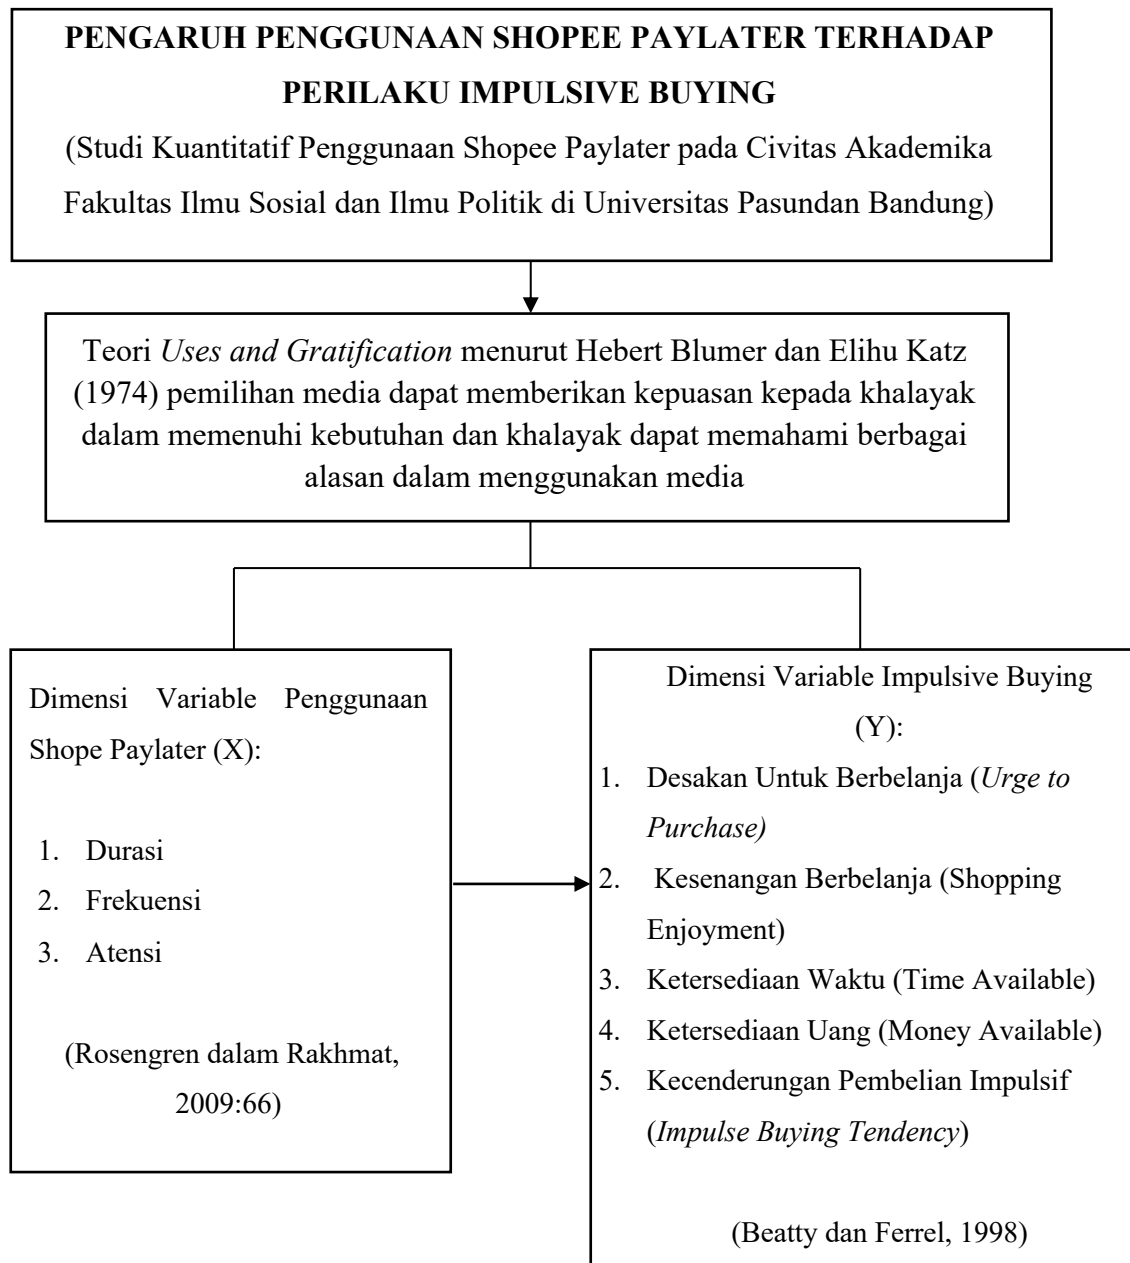 PENGARUH PENGGUNAAN SHOPEE PAYLATER TERHADAP
PERILAKU IMPULSIVE BUYING
(Studi Kuantitatif Penggunaan Shopee Paylater pada Civitas Akademika
Fakultas Ilmu Sosial dan Ilmu Politik di Universitas Pasundan Bandung)
Teori Uses and Gratification menurut Hebert Blumer dan Elihu Katz
(1974) pemilihan media dapat memberikan kepuasan kepada khalayak
dalam memenuhi kebutuhan dan khalayak dapat memahami berbagai
alasan dalam menggunakan media
Dimensi Variable Penggunaan
Shope Paylater (X):
1. Durasi
2. Frekuensi
3. Atensi
(Rosengren dalam Rakhmat,
2009:66)
Dimensi Variable Impulsive Buying
(Y):
1. Desakan Untuk Berbelanja (Urge to
Purchase)
2. Kesenangan Berbelanja (Shopping
Enjoyment)
3. Ketersediaan Waktu (Time Available)
4. Ketersediaan Uang (Money Available)
5. Kecenderungan Pembelian Impulsif
(Impulse Buying Tendency)
(Beatty dan Ferrel, 1998)